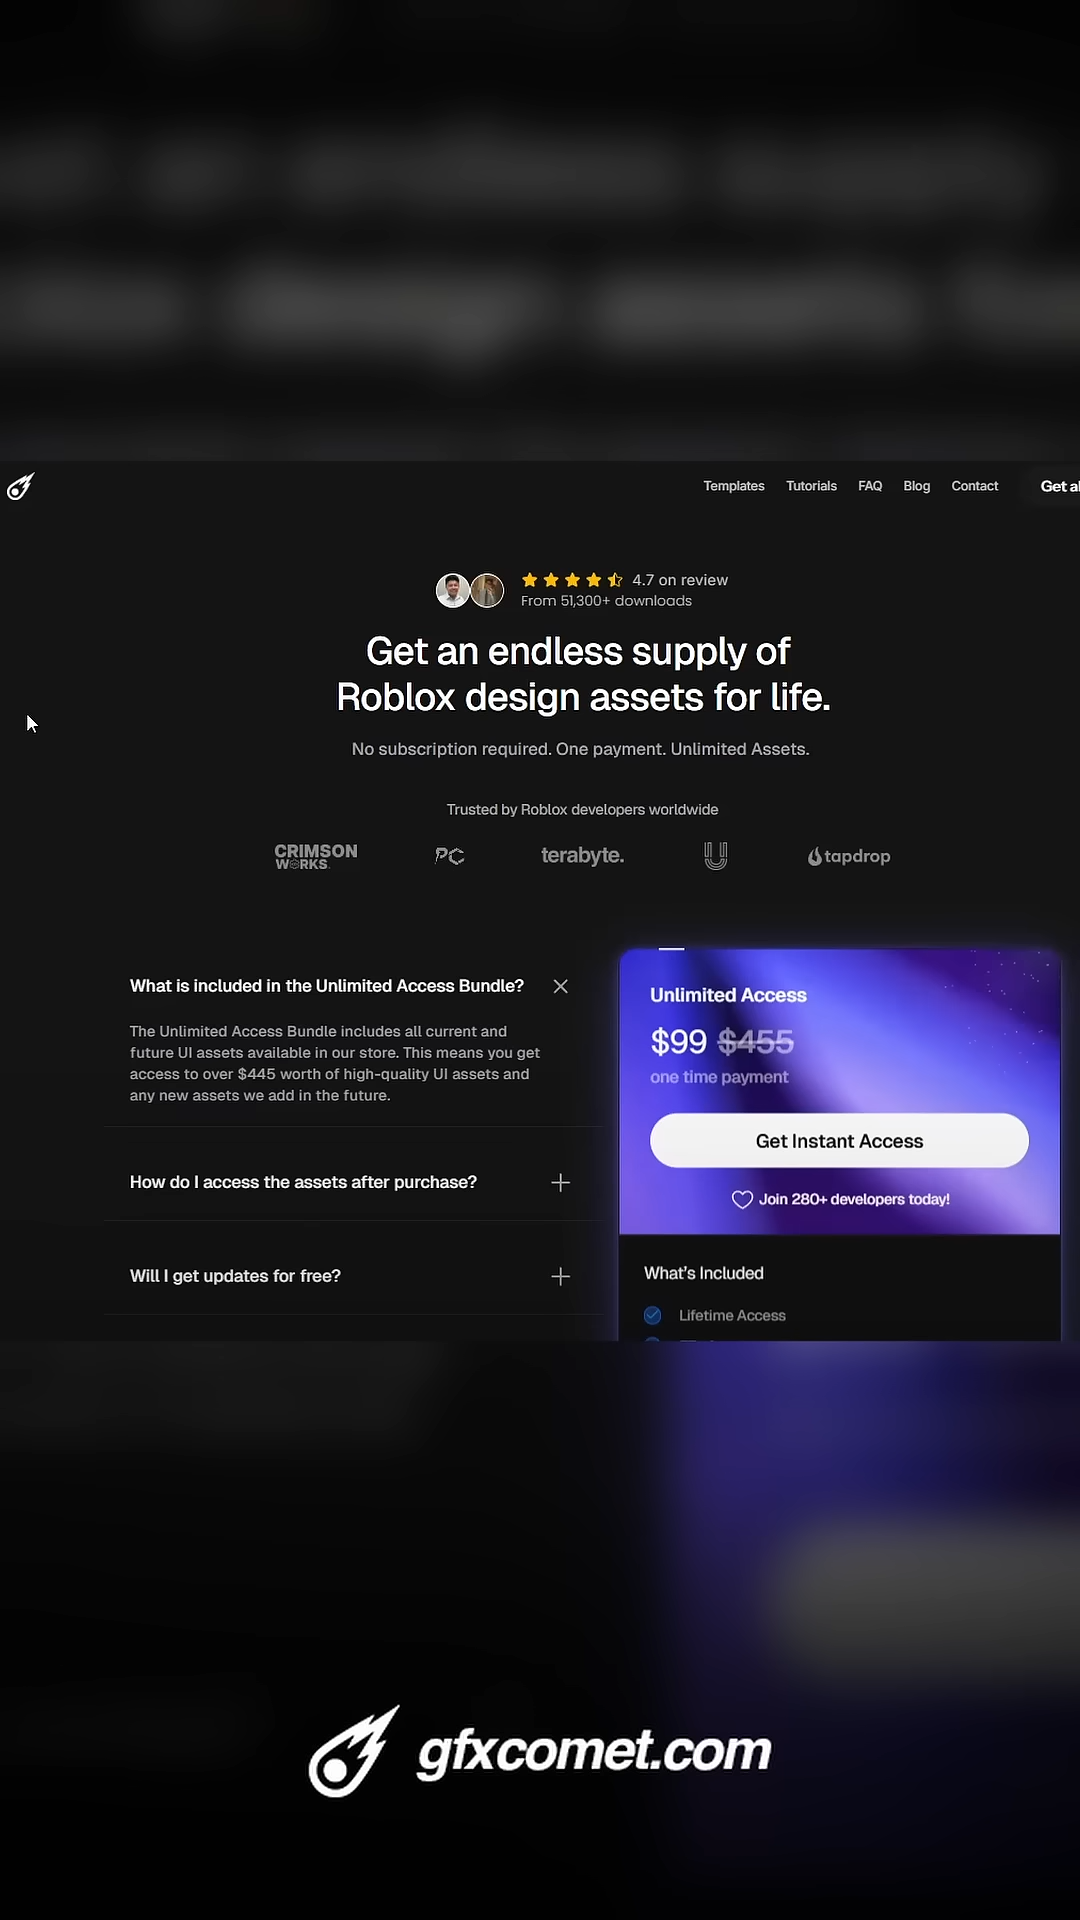 Templates Tutorials FAQ Blog Contact Get al
4.7 on review
From 51,300+ downloads
Get an endless supply of
Roblox design assets for life.
No subscription required. One payment. Unlimited Assets.
Trusted by Roblox developers worldwide
CRIMSON
WORKS.
PC
terabyte.
U
tapdrop
What is included in the Unlimited Access Bundle?
The Unlimited Access Bundle includes all current and
future UI assets available in our store. This means you get
access to over $445 worth of high-quality UI assets and
any new assets we add in the future.
How do I access the assets after purchase?
Will I get updates for free?
Unlimited Access
$99 $455
one time payment
Get Instant Access
Join 280+ developers today!
What's Included
Lifetime Access
gfxcomet.com